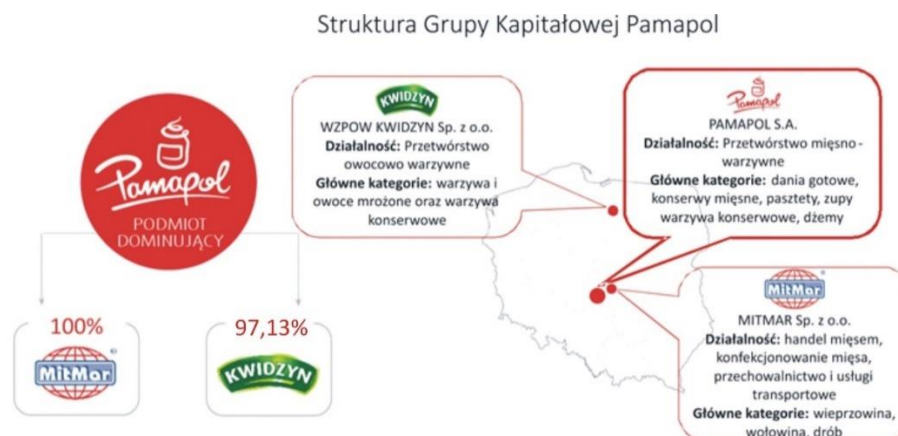 Struktura Grupy Kapitałowej Pamapol
Pamapol
PODMIOT
DOMINUJĄCY
100%
MitMar
97,13%
KWIDZYN
KWIDZYN
WZPOW KWIDZYN Sp. z o.o.
Działalność: Przetwórstwo
owocowo warzywne
Główne kategorie: warzywa i
owoce mrożone oraz warzywa
konserwowe
Pamapol
PAMAPOL S.A.
Działalność: Przetwórstwo mięsno-
warzywne
Główne kategorie: dania gotowe,
konserwy mięsne, pasztety, zupy
warzywa konserwowe, dżemy
MitMar
MITMAR Sp. z o.o.
Działalność: handel mięsem,
konfekcjonowanie mięsa,
przechowalnictwo i usługi
transportowe
Główne kategorie: wieprzowina,
wołowina, drób